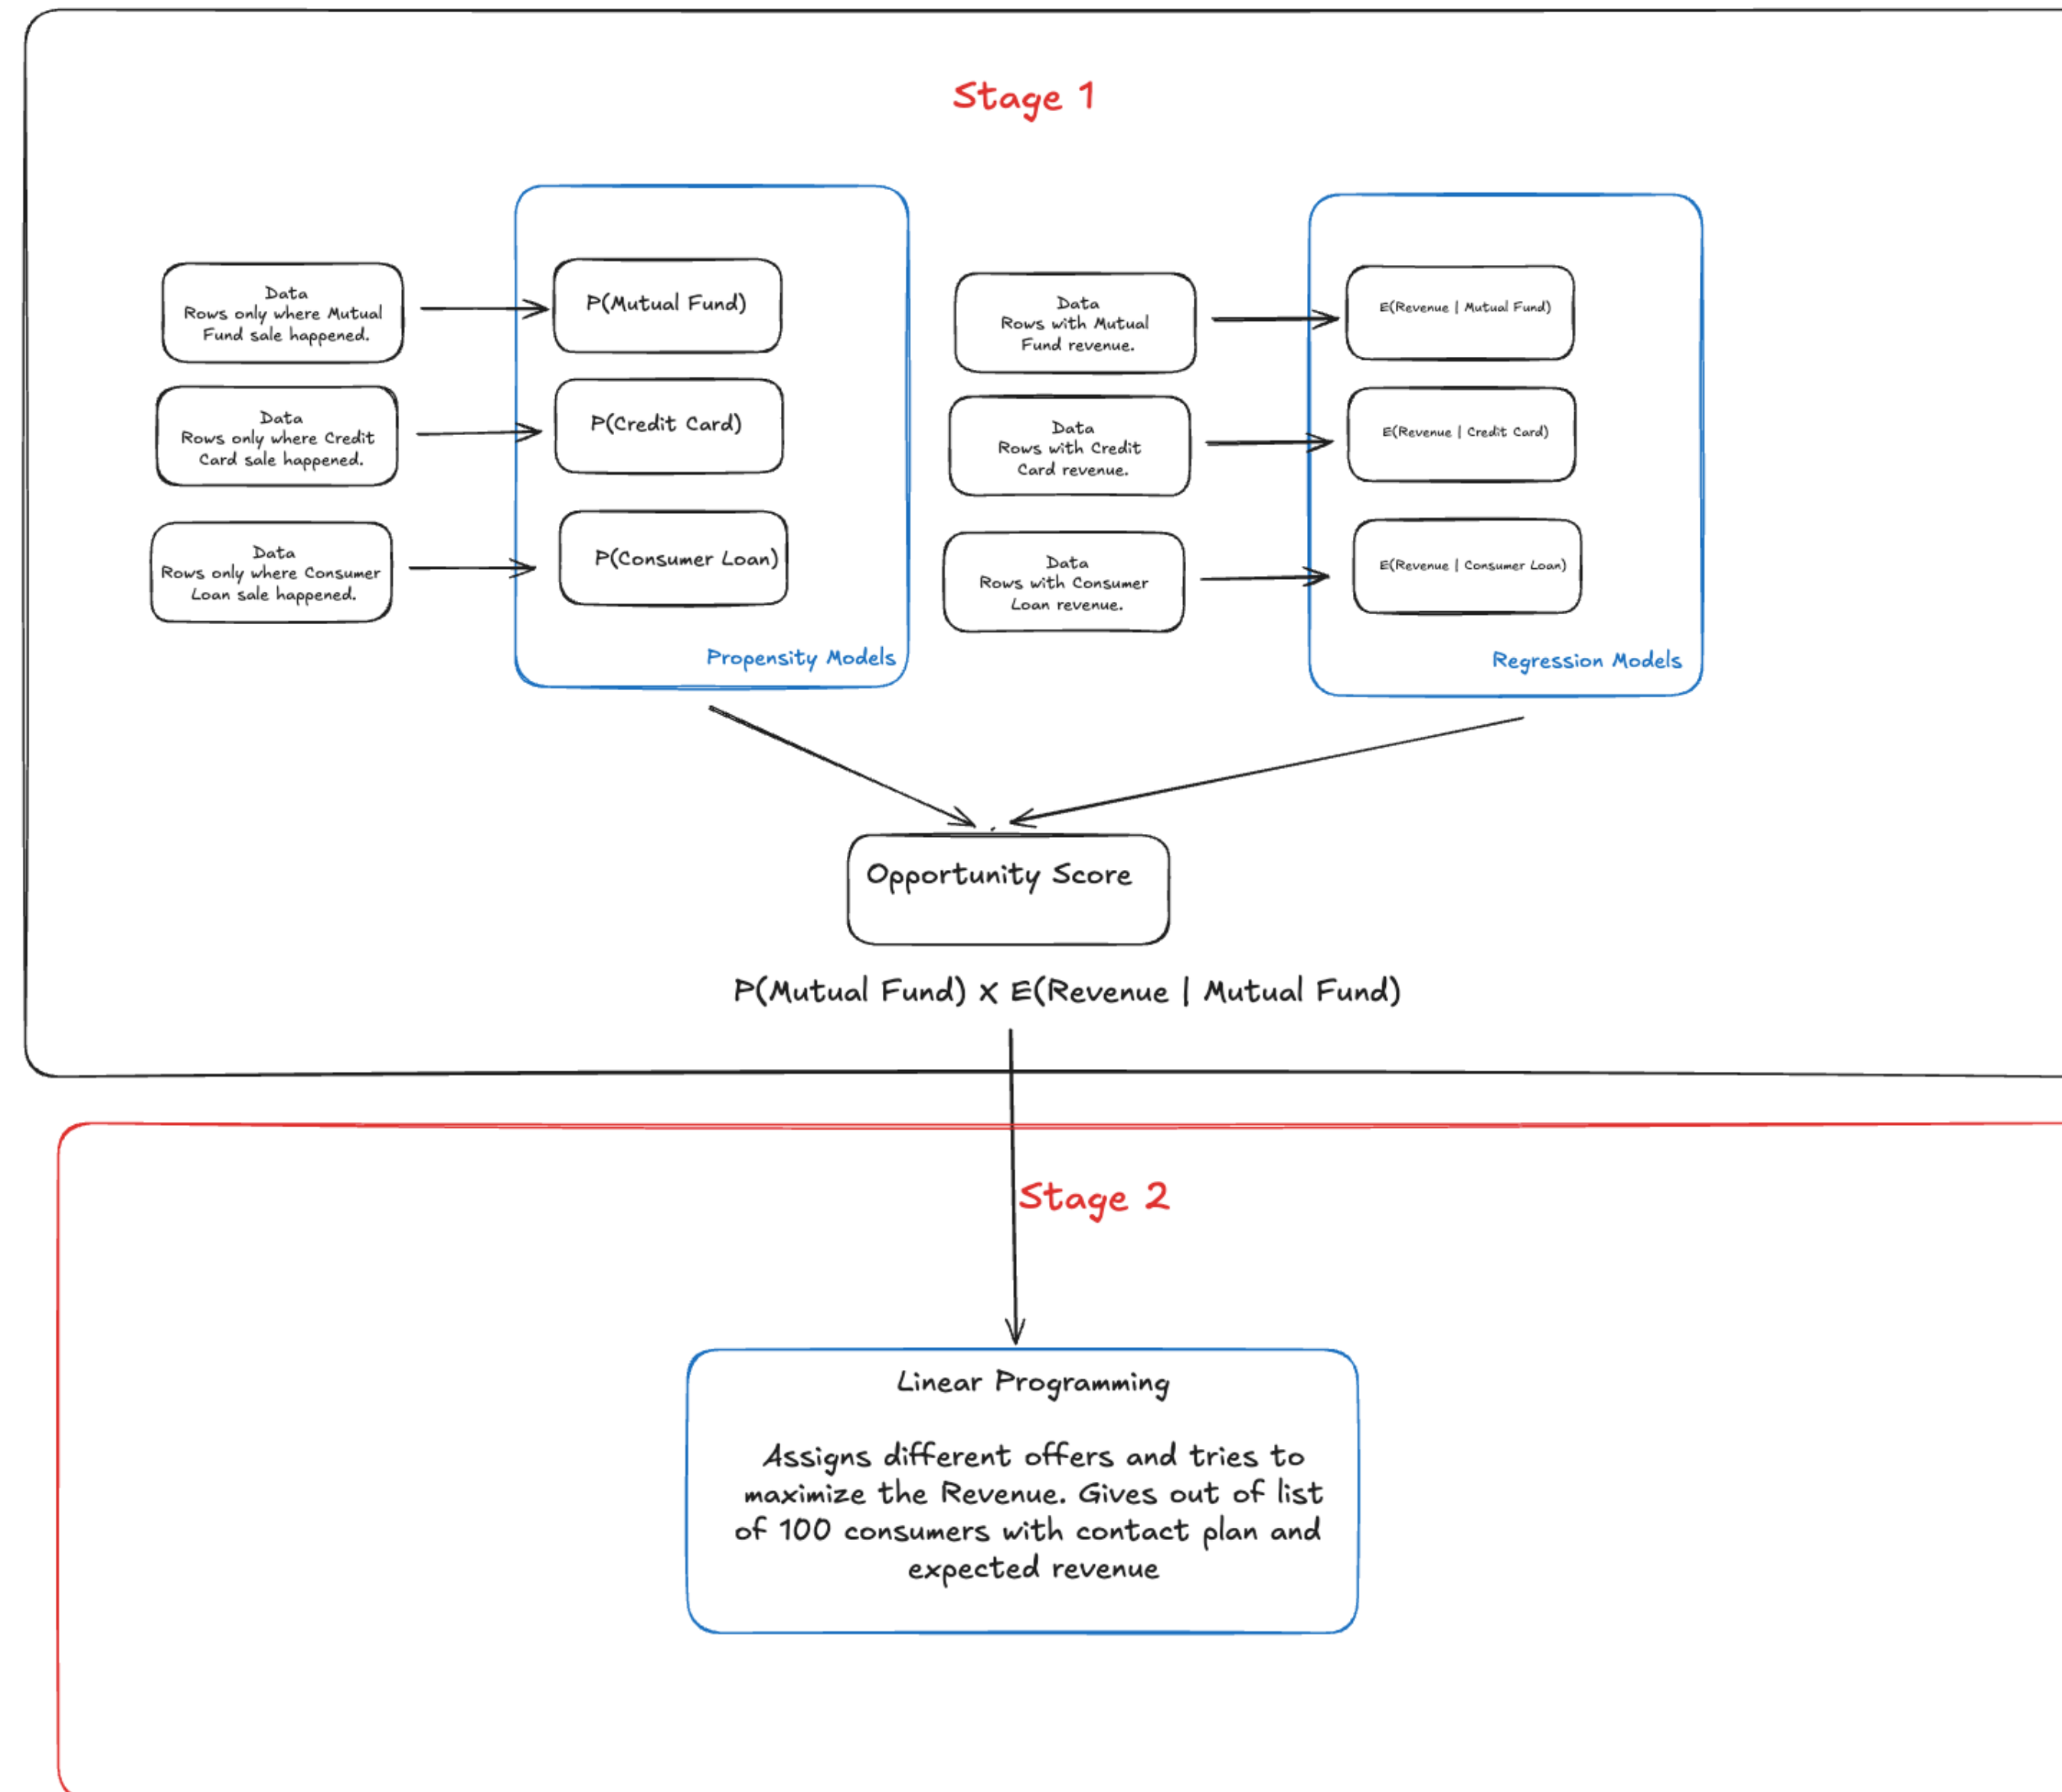 Stage 1
Data
Rows only where Mutual
Fund sale happened.
P(Mutual Fund)
Data
Rows only where Credit
Card sale happened.
P(Credit Card)
Data
Rows only where Consumer
Loan sale happened.
P(Consumer Loan)
Propensity Models
Data
Rows with Mutual
Fund revenue.
E(Revenue | Mutual Fund)
Data
Rows with Credit
Card revenue.
E(Revenue | Credit Card)
Data
Rows with Consumer
Loan revenue.
E(Revenue | Consumer Loan)
Regression Models
Opportunity Score
P(Mutual Fund) X E(Revenue | Mutual Fund)
Stage 2
Linear Programming
Assigns different offers and tries to
maximize the Revenue. Gives out of list
of 100 consumers with contact plan and
expected revenue